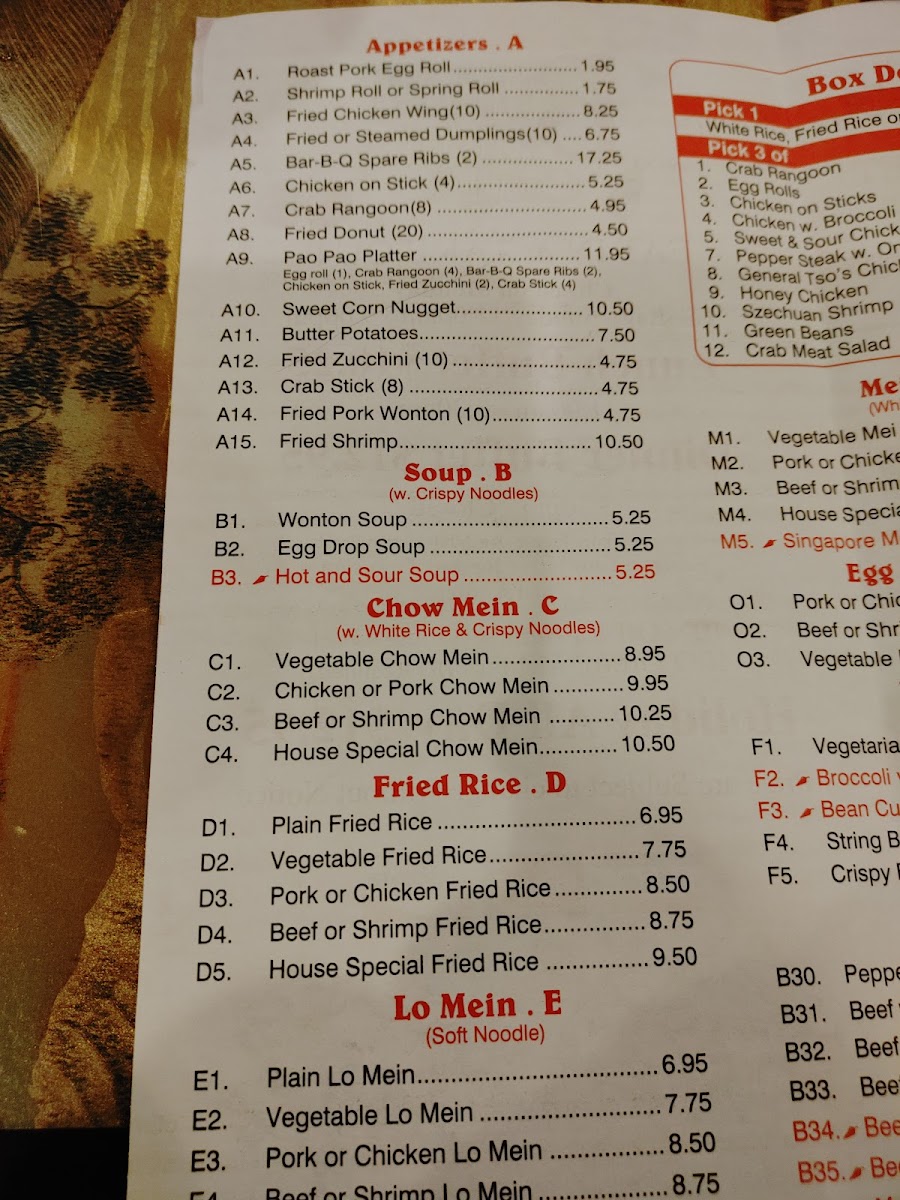 Appetizers . A
A1. Roast Pork Egg Roll.......................... 1.95
A2. Shrimp Roll or Spring Roll ............... 1.75
A3. Fried Chicken Wing(10) .................... 8.25
A4. Fried or Steamed Dumplings(10) .... 6.75
A5. Bar-B-Q Spare Ribs (2) .................. 17.25
A6. Chicken on Stick (4)......................... 5.25
A7. Crab Rangoon(8) ............................. 4.95
A8. Fried Donut (20) ............................... 4.50
A9. Pao Pao Platter ............................... 11.95
Egg roll (1), Crab Rangoon (4), Bar-B-Q Spare Ribs (2),
Chicken on Stick, Fried Zucchini (2), Crab Stick (4)
A10. Sweet Corn Nugget....................... 10.50
A11. Butter Potatoes................................ 7.50
A12. Fried Zucchini (10) .......................... 4.75
A13. Crab Stick (8) .................................. 4.75
A14. Fried Pork Wonton (10)................... 4.75
A15. Fried Shrimp.................................. 10.50
Soup . B
(w. Crispy Noodles)
B1. Wonton Soup ................................. 5.25
B2. Egg Drop Soup .............................. 5.25
B3. Hot and Sour Soup ........................ 5.25
Chow Mein . C
(w. White Rice & Crispy Noodles)
C1. Vegetable Chow Mein..................... 8.95
C2. Chicken or Pork Chow Mein ........... 9.95
C3. Beef or Shrimp Chow Mein ........... 10.25
C4. House Special Chow Mein............. 10.50
Fried Rice . D
D1. Plain Fried Rice ............................... 6.95
D2. Vegetable Fried Rice....................... 7.75
D3. Pork or Chicken Fried Rice............. 8.50
D4. Beef or Shrimp Fried Rice............... 8.75
D5. House Special Fried Rice ............... 9.50
Lo Mein . E
(Soft Noodle)
E1. Plain Lo Mein................................... 6.95
E2. Vegetable Lo Mein .......................... 7.75
E3. Pork or Chicken Lo Mein ................ 8.50
E4. Beef or Shrimp Lo Mein .................. 8.75
Box
Pick 1
White Rice, Fried Rice
Pick 3 of
1. Crab Rangoon
2. Egg Rolls
3. Chicken on Sticks
4. Chicken w. Broccoli
5. Sweet & Sour Chick
7. Pepper Steak w. On
8. General Tso's Chic
9. Honey Chicken
10. Szechuan Shrimp
11. Green Beans
12. Crab Meat Salad
Mei
(Wh
M1. Vegetable Mei
M2. Pork or Chicke
M3. Beef or Shrim
M4. House Specia
M5. Singapore M
Egg
O1. Pork or Chic
O2. Beef or Shr
O3. Vegetable
F1. Vegetaria
F2. Broccoli
F3. Bean Cu
F4. String B
F5. Crispy
B30. Peppe
B31. Beef
B32. Beef
B33. Bee
B34. Bee
B35. Be